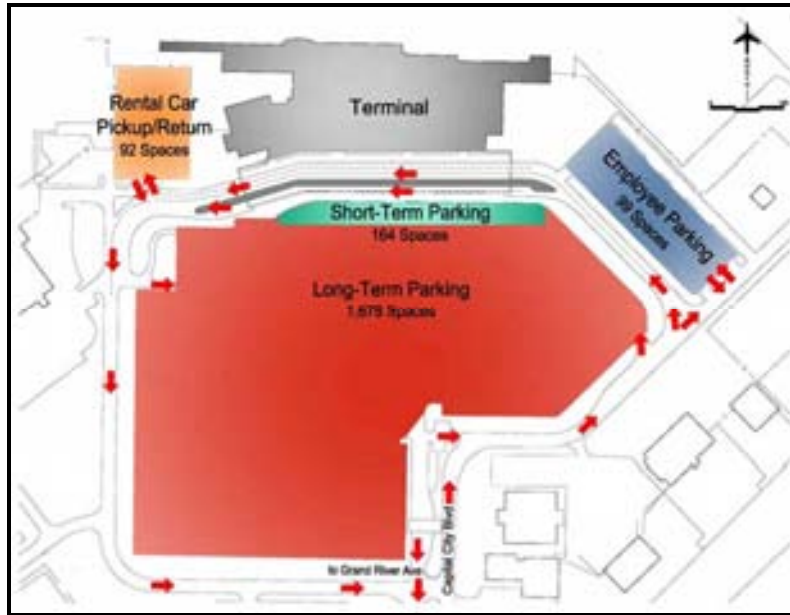 Rental Car
Pickup/Return
92 Spaces
Terminal
Employee Parking
99 Spaces
Short-Term Parking
164 Spaces
Long-Term Parking
1,678 Spaces
to Grand River Ave
Capital City Blvd